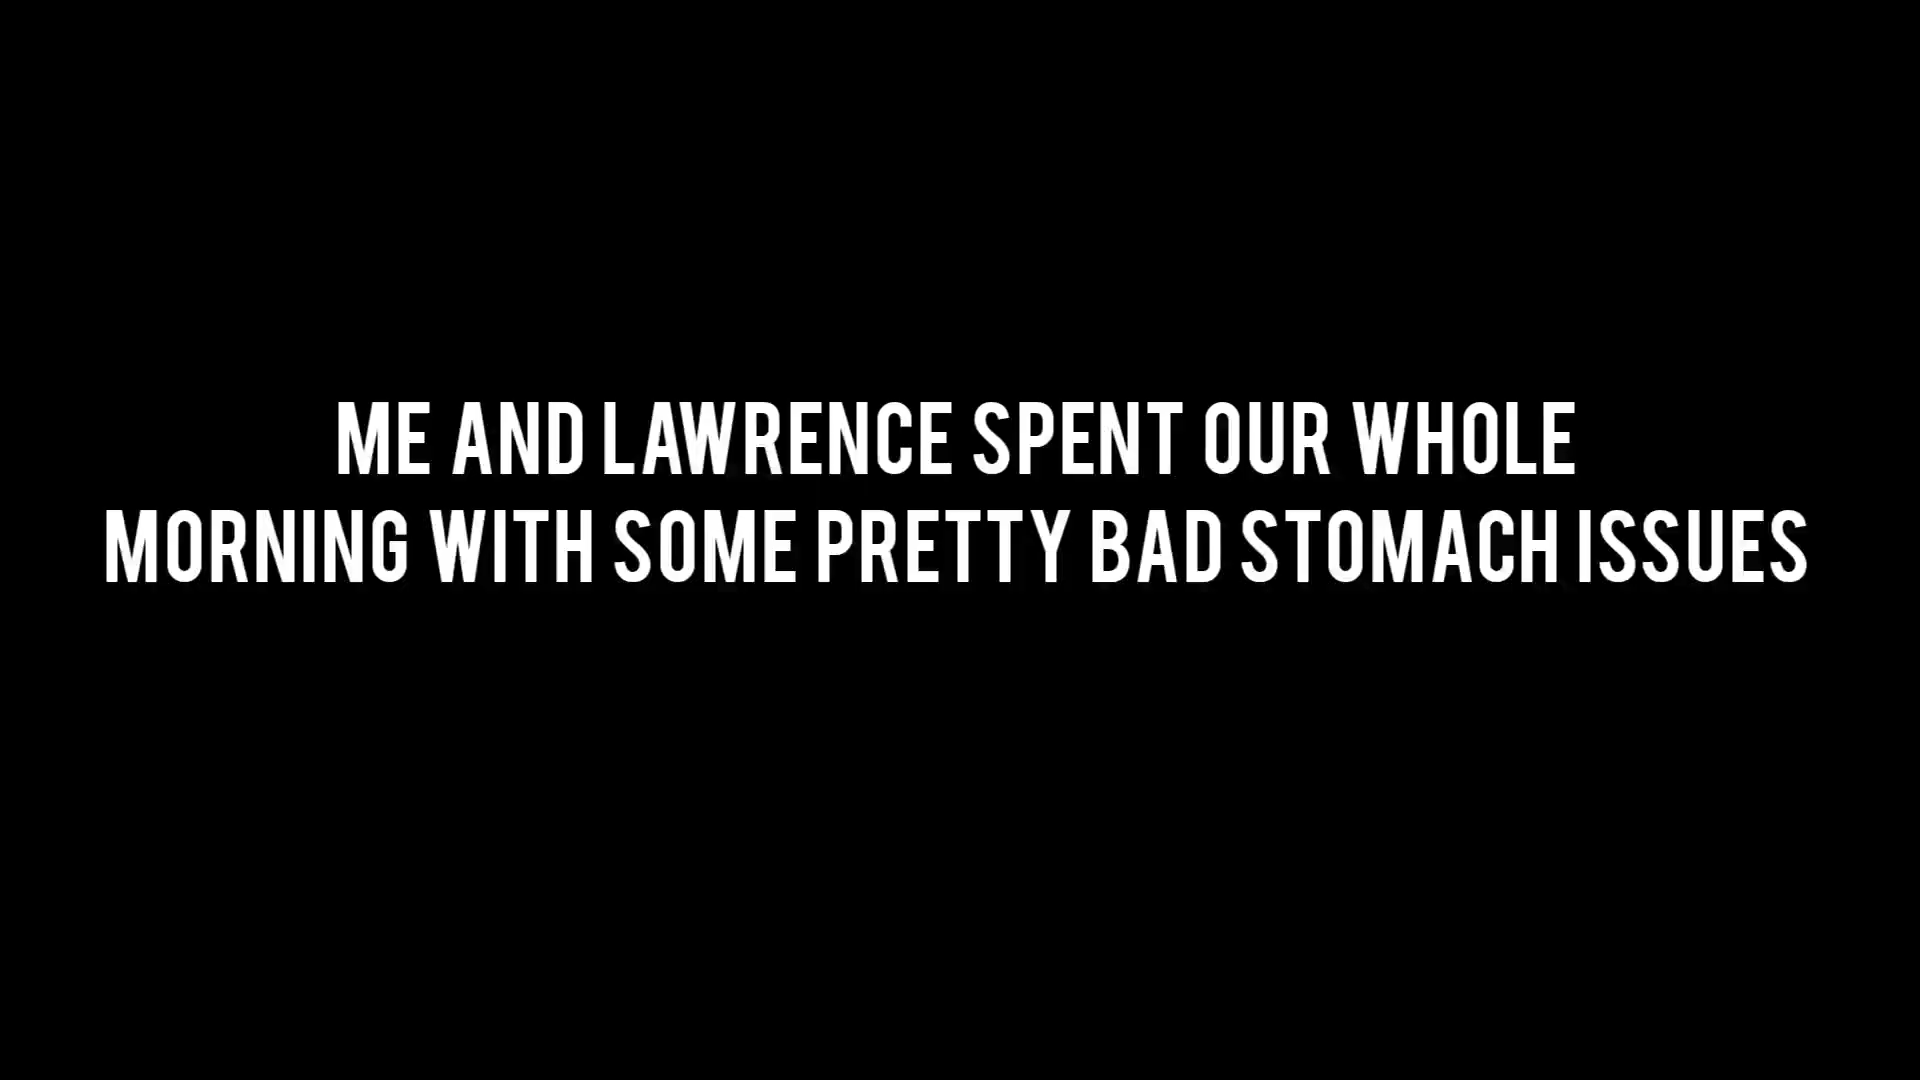 ME AND LAWRENCE SPENT OUR WHOLE
MORNING WITH SOME PRETTY BAD STOMACH ISSUES